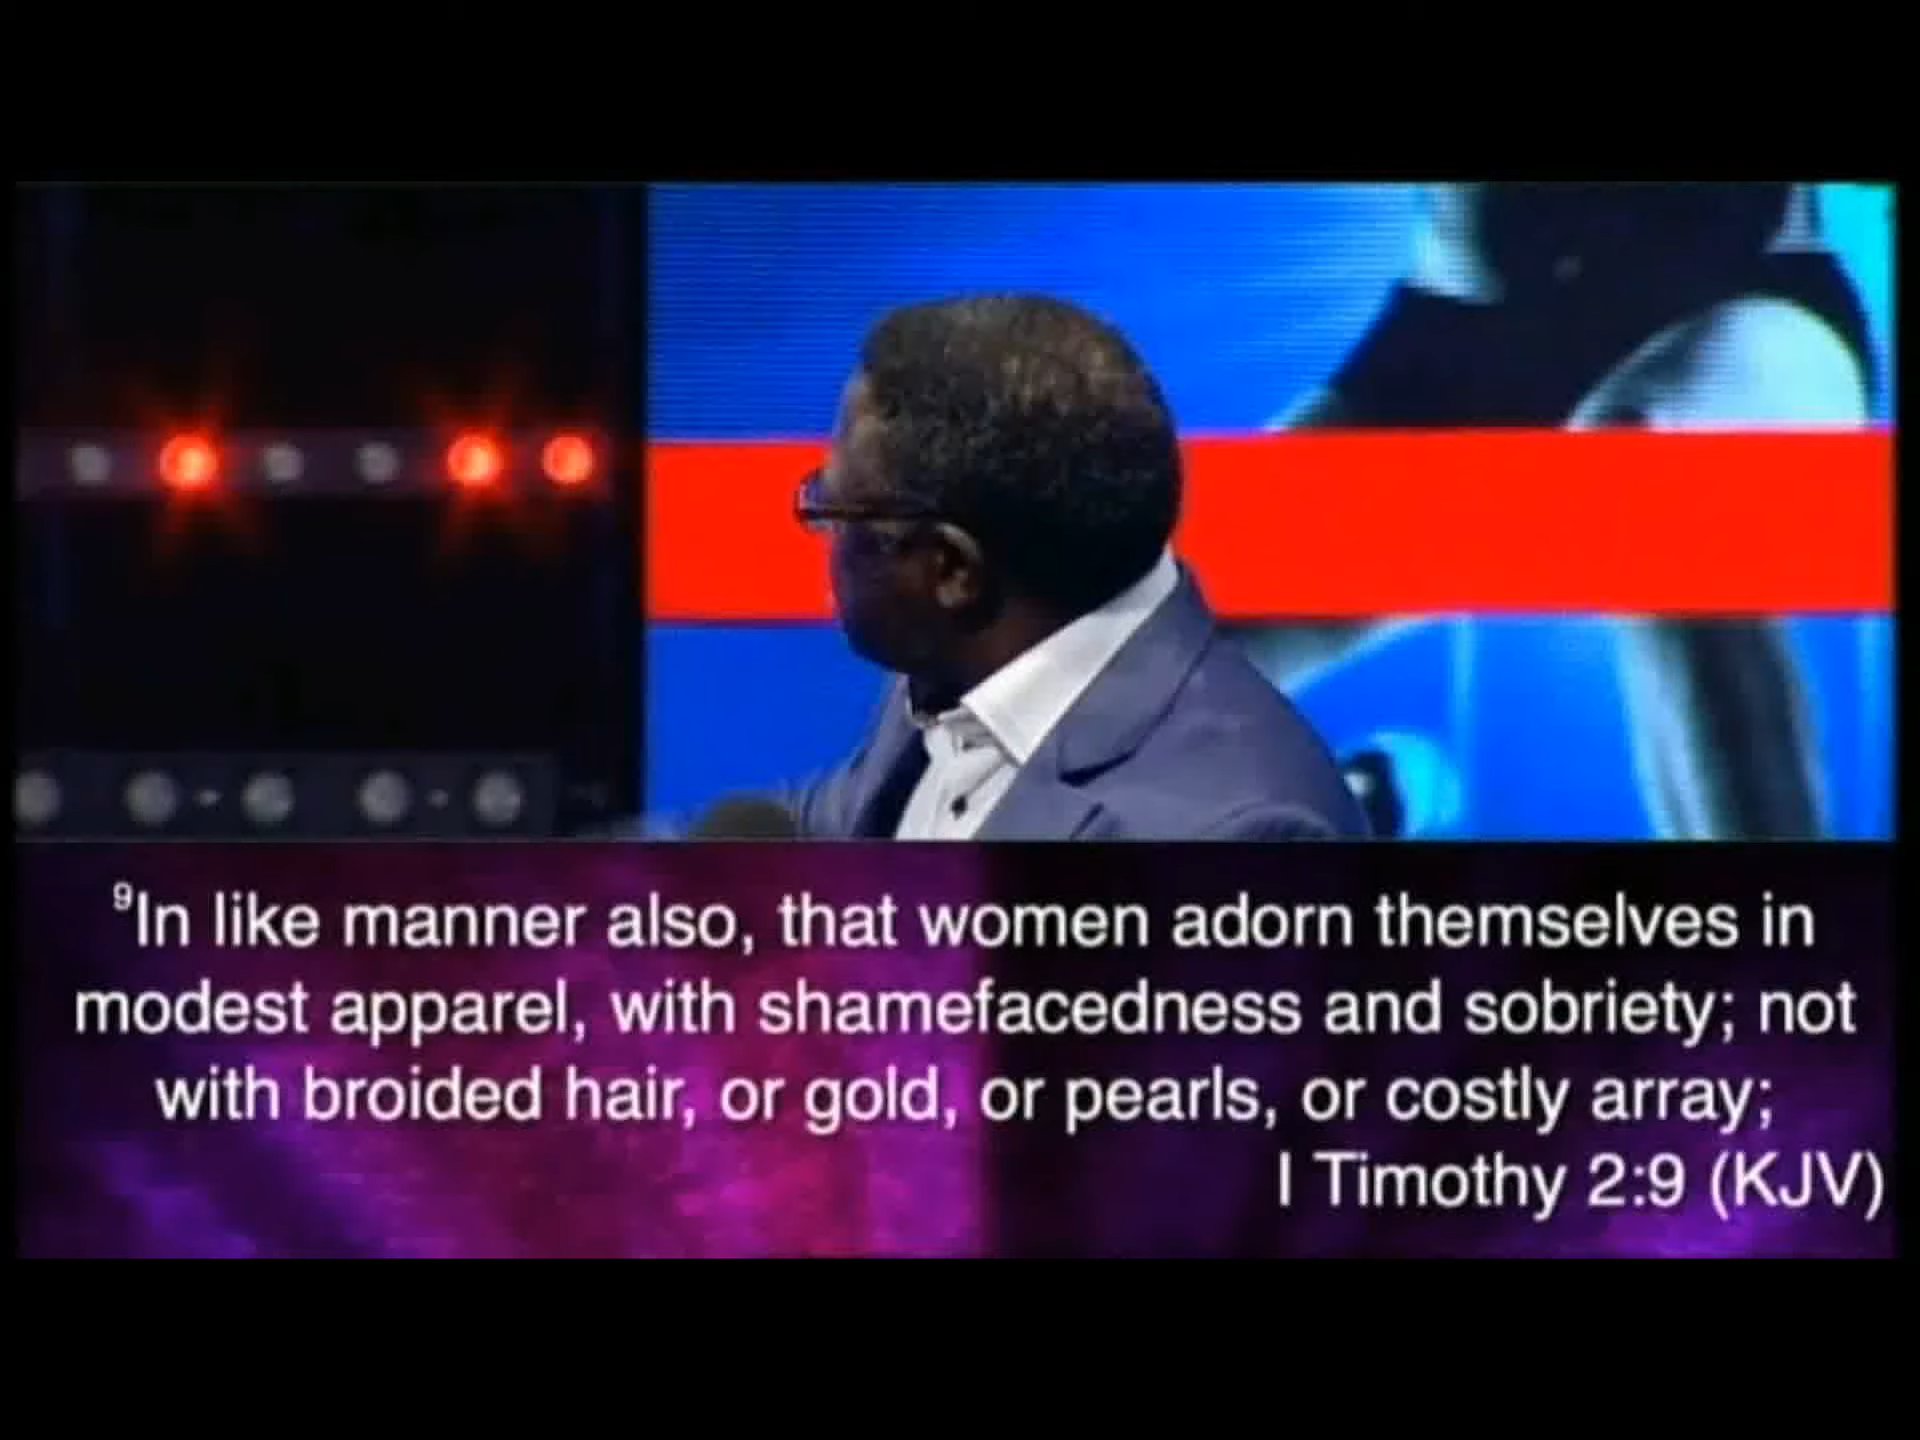 ⁹In like manner also, that women adorn themselves in
modest apparel, with shamefacedness and sobriety; not
with broided hair, or gold, or pearls, or costly array;
I Timothy 2:9 (KJV)